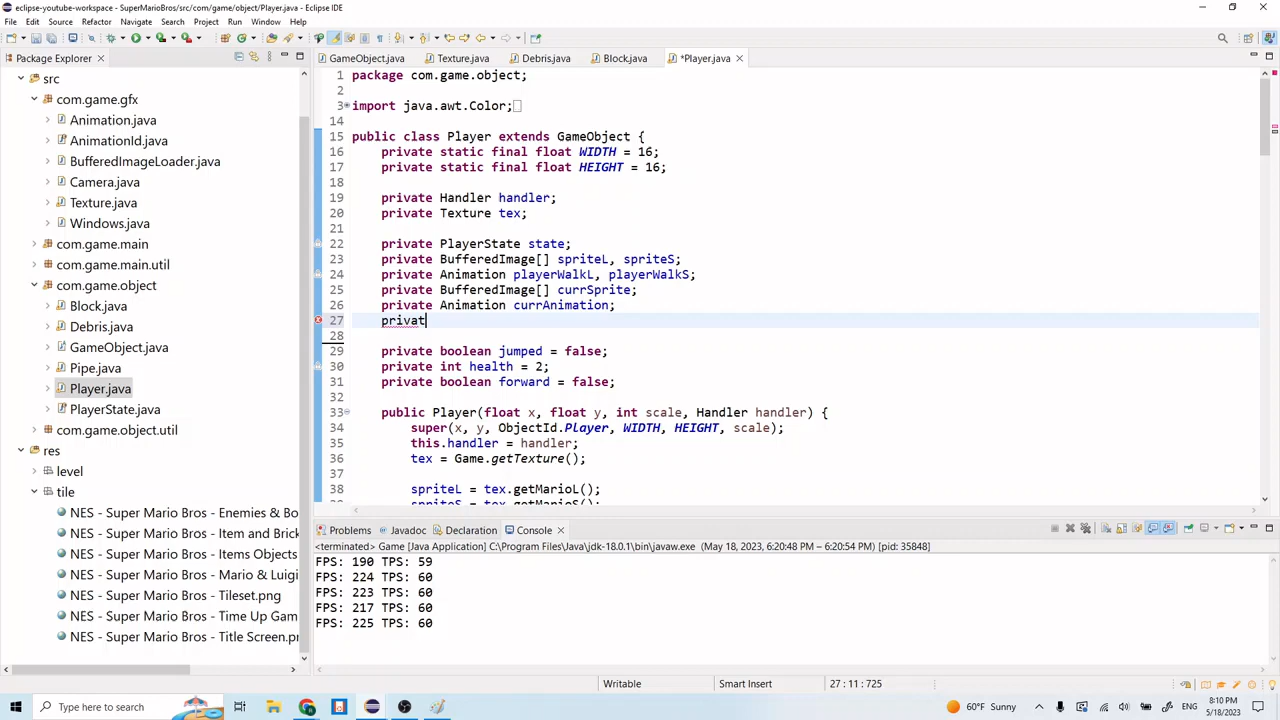 eclipse-youtube-workspace - SuperMarioBros/src/com/game/object/Player.java - Eclipse IDE
File Edit Source Refactor Navigate Search Project Run Window Help
Package Explorer
GameObject.java Texture.java Debris.java Block.java *Player.java
src
com.game.gfx
Animation.java
AnimationId.java
BufferedImageLoader.java
Camera.java
Texture.java
Windows.java
com.game.main
com.game.main.util
com.game.object
Block.java
Debris.java
GameObject.java
Pipe.java
Player.java
PlayerState.java
com.game.object.util
res
level
tile
NES - Super Mario Bros - Enemies & Bo
NES - Super Mario Bros - Item and Brick
NES - Super Mario Bros - Items Objects
NES - Super Mario Bros - Mario & Luigi
NES - Super Mario Bros - Tileset.png
NES - Super Mario Bros - Time Up Gam
NES - Super Mario Bros - Title Screen.pr
1 package com.game.object;
2
3 import java.awt.Color;
14
15 public class Player extends GameObject {
16 private static final float WIDTH = 16;
17 private static final float HEIGHT = 16;
18
19 private Handler handler;
20 private Texture tex;
21
22 private PlayerState state;
23 private BufferedImage[] spriteL, spriteS;
24 private Animation playerWalkL, playerWalkS;
25 private BufferedImage[] currSprite;
26 private Animation currAnimation;
27 privat
28
29 private boolean jumped = false;
30 private int health = 2;
31 private boolean forward = false;
32
33 public Player(float x, float y, int scale, Handler handler) {
34 super(x, y, ObjectId.Player, WIDTH, HEIGHT, scale);
35 this.handler = handler;
36 tex = Game.getTexture();
37
38 spriteL = tex.getMarioL();
39 spriteS = tex.getMarioS();
Problems Javadoc Declaration Console
<terminated> Game [Java Application] C:\Program Files\Java\jdk-18.0.1\bin\javaw.exe (May 18, 2023, 6:20:48 PM – 6:20:54 PM) [pid: 35848]
FPS: 190 TPS: 59
FPS: 224 TPS: 60
FPS: 223 TPS: 60
FPS: 217 TPS: 60
FPS: 225 TPS: 60
Writable Smart Insert 27 : 11 : 725
Type here to search
60°F Sunny
ENG
8:10 PM
5/18/2023